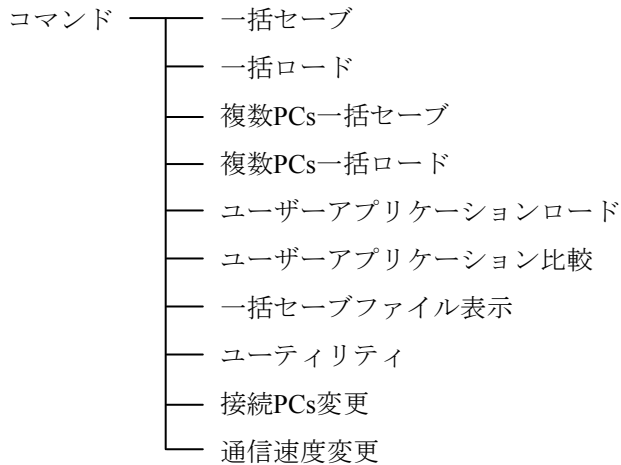 コマンド 一括セーブ
一括ロード
複数PCs一括セーブ
複数PCs一括ロード
ユーザーアプリケーションロード
ユーザーアプリケーション比較
一括セーブファイル表示
ユーティリティ
接続PCs変更
通信速度変更